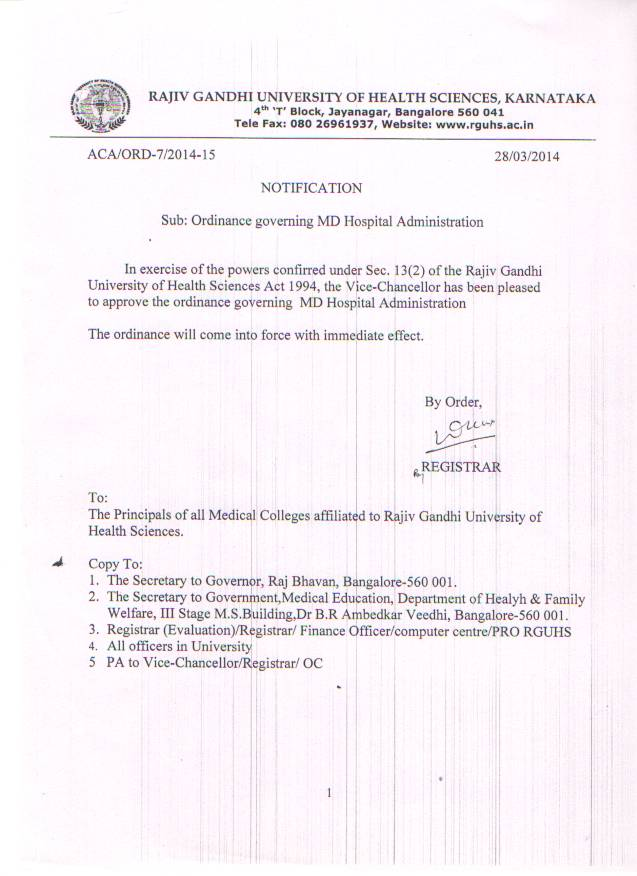 RAJIV GANDHI UNIVERSITY OF HEALTH SCIENCES, KARNATAKA
4th 'T' Block, Jayanagar, Bangalore 560 041
Tele Fax: 080 26961937, Website: www.rguhs.ac.in
ACA/ORD-7/2014-15 28/03/2014
NOTIFICATION
Sub: Ordinance governing MD Hospital Administration
In exercise of the powers confirred under Sec. 13(2) of the Rajiv Gandhi
University of Health Sciences Act 1994, the Vice-Chancellor has been pleased
to approve the ordinance governing MD Hospital Administration
The ordinance will come into force with immediate effect.
By Order,
REGISTRAR
To:
The Principals of all Medical Colleges affiliated to Rajiv Gandhi University of
Health Sciences.
Copy To:
1. The Secretary to Governor, Raj Bhavan, Bangalore-560 001.
2. The Secretary to Government,Medical Education, Department of Healyh & Family
Welfare, III Stage M.S.Building,Dr B.R Ambedkar Veedhi, Bangalore-560 001.
3. Registrar (Evaluation)/Registrar/ Finance Officer/computer centre/PRO RGUHS
4. All officers in University
5 PA to Vice-Chancellor/Registrar/ OC
1